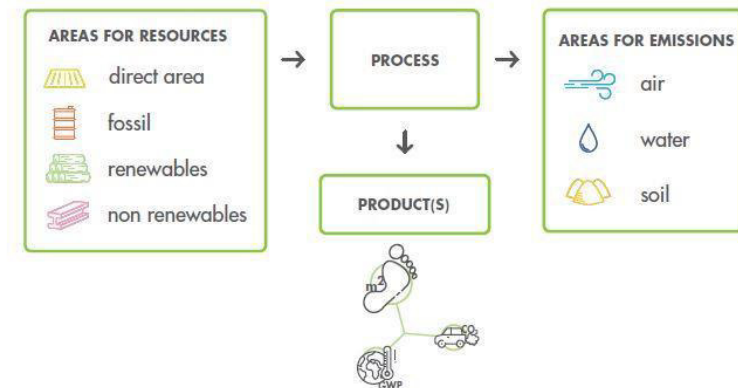 AREAS FOR RESOURCES
direct area
fossil
renewables
non renewables
PROCESS
PRODUCT(S)
AREAS FOR EMISSIONS
air
water
soil
m²
CO₂
GWP